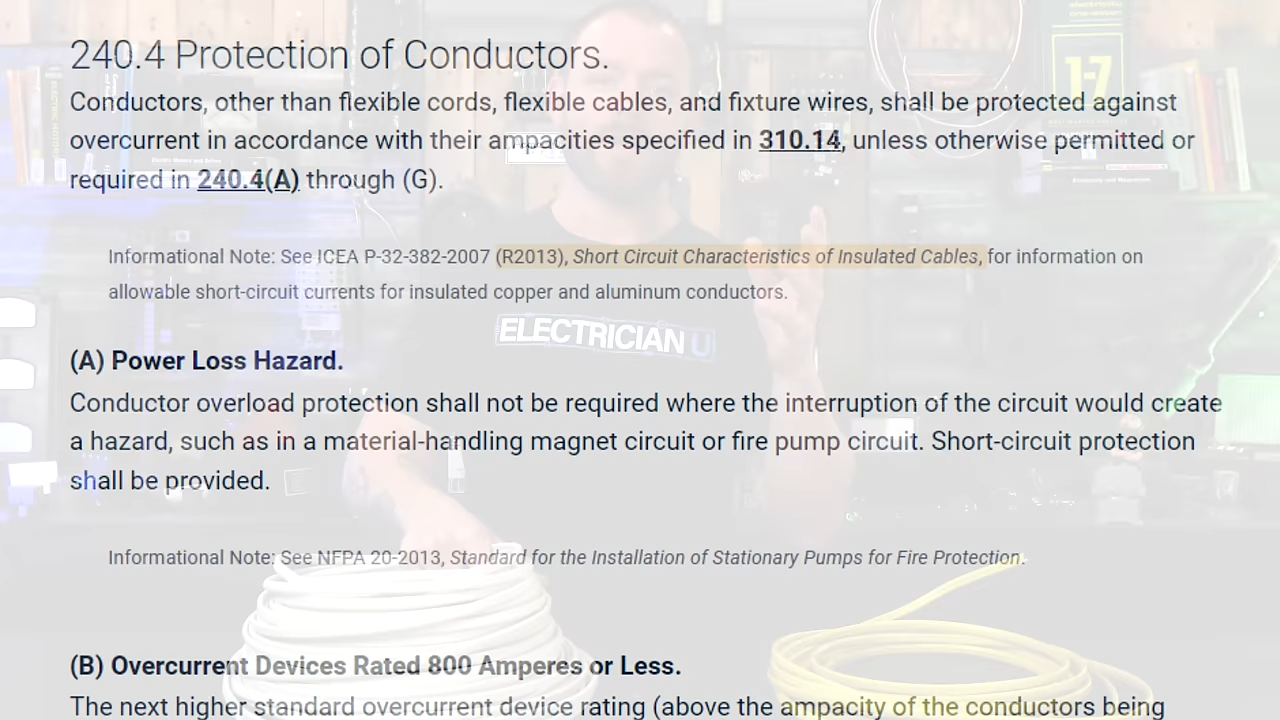 240.4 Protection of Conductors.
Conductors, other than flexible cords, flexible cables, and fixture wires, shall be protected against
overcurrent in accordance with their ampacities specified in 310.14, unless otherwise permitted or
required in 240.4(A) through (G).
Informational Note: See ICEA P-32-382-2007 (R2013), Short Circuit Characteristics of Insulated Cables, for information on
allowable short-circuit currents for insulated copper and aluminum conductors.
ELECTRICIAN U
(A) Power Loss Hazard.
Conductor overload protection shall not be required where the interruption of the circuit would create
a hazard, such as in a material-handling magnet circuit or fire pump circuit. Short-circuit protection
shall be provided.
Informational Note: See NFPA 20-2013, Standard for the Installation of Stationary Pumps for Fire Protection.
(B) Overcurrent Devices Rated 800 Amperes or Less.
The next higher standard overcurrent device rating (above the ampacity of the conductors being
1-7